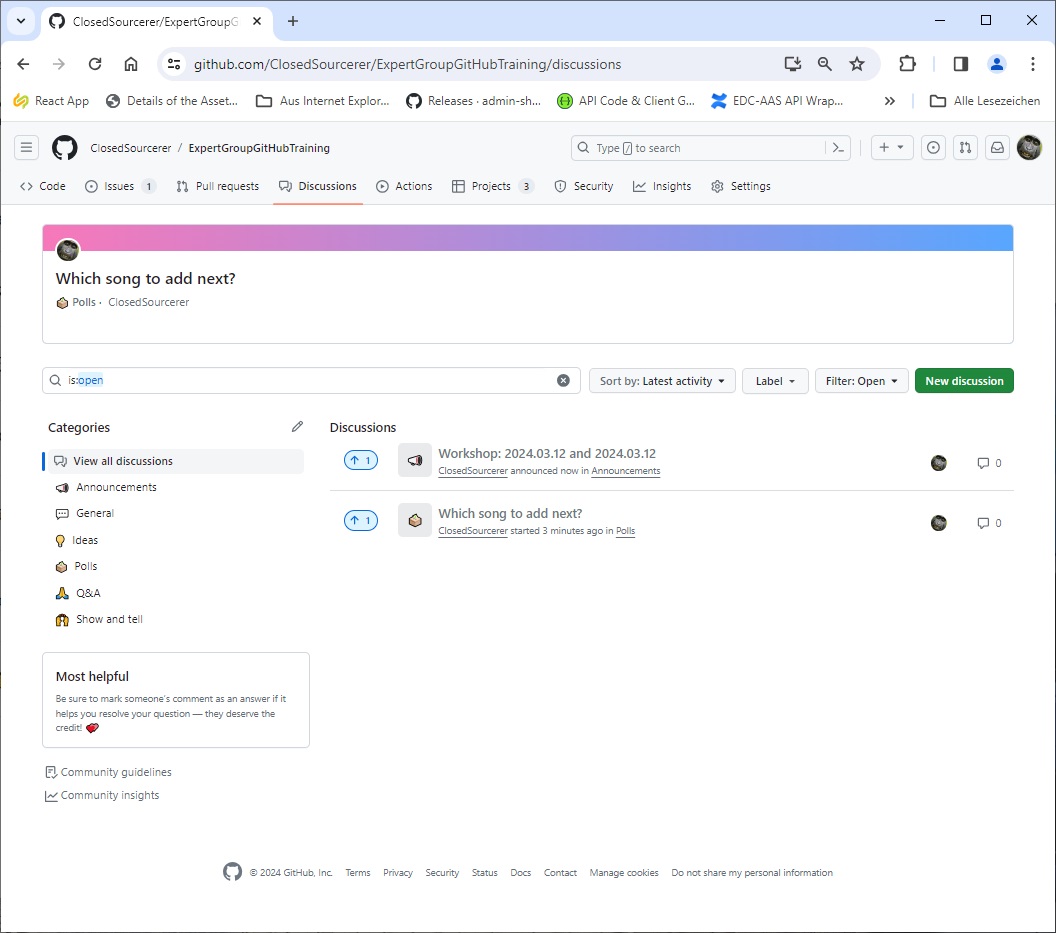 ClosedSourcerer/ExpertGroupG
github.com/ClosedSourcerer/ExpertGroupGitHubTraining/discussions
React App Details of the Asset... Aus Internet Explor... Releases · admin-sh... API Code & Client G... EDC-AAS API Wrap... » Alle Lesezeichen
ClosedSourcerer / ExpertGroupGitHubTraining Type / to search
Code Issues 1 Pull requests Discussions Actions Projects 3 Security Insights Settings
Which song to add next?
Polls · ClosedSourcerer
is:open Sort by: Latest activity Label Filter: Open New discussion
Categories
View all discussions
Announcements
General
Ideas
Polls
Q&A
Show and tell
Most helpful
Be sure to mark someone's comment as an answer if it
helps you resolve your question — they deserve the
credit! 💖
Community guidelines
Community insights
Discussions
↑ 1 Workshop: 2024.03.12 and 2024.03.12 0
ClosedSourcerer announced now in Announcements
↑ 1 Which song to add next? 0
ClosedSourcerer started 3 minutes ago in Polls
© 2024 GitHub, Inc. Terms Privacy Security Status Docs Contact Manage cookies Do not share my personal information